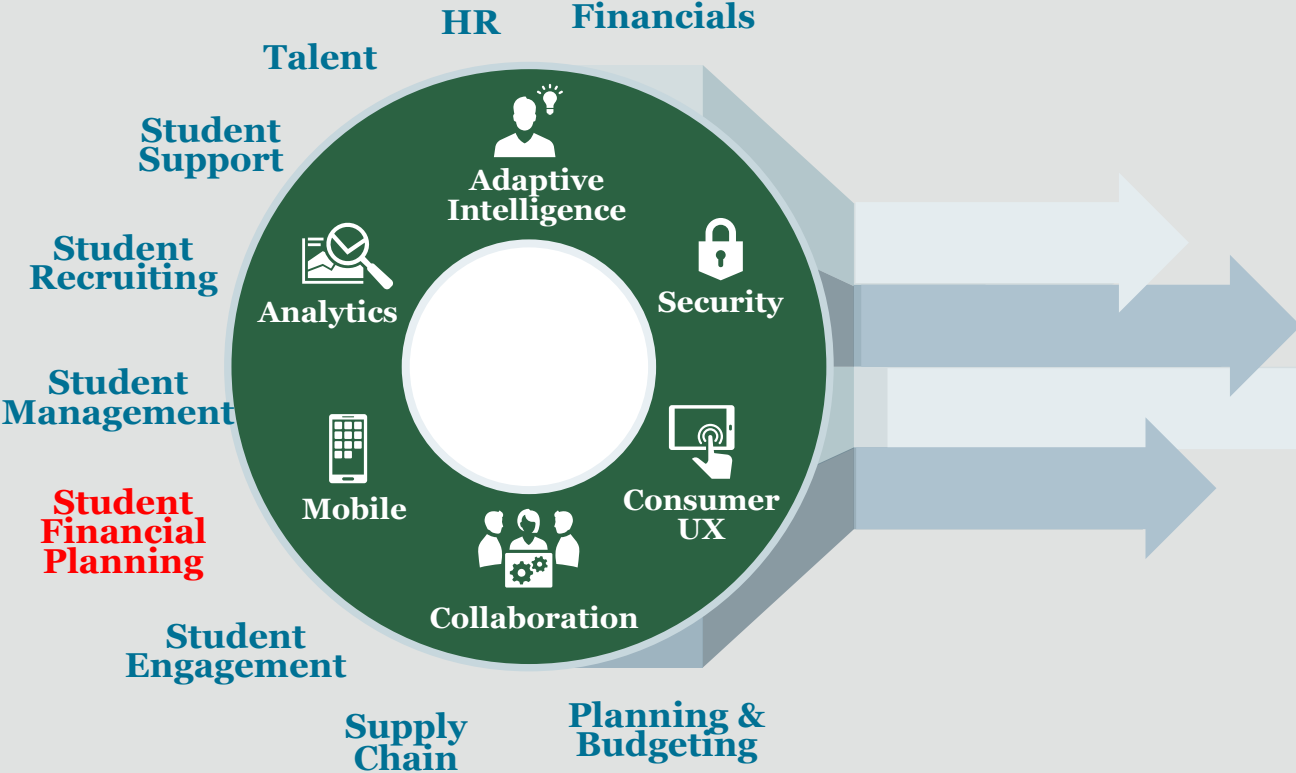 HR
Financials
Talent
Student
Support
Student
Recruiting
Student
Management
Student
Financial
Planning
Student
Engagement
Supply
Chain
Planning &
Budgeting
Adaptive
Intelligence
Security
Consumer
UX
Collaboration
Mobile
Analytics